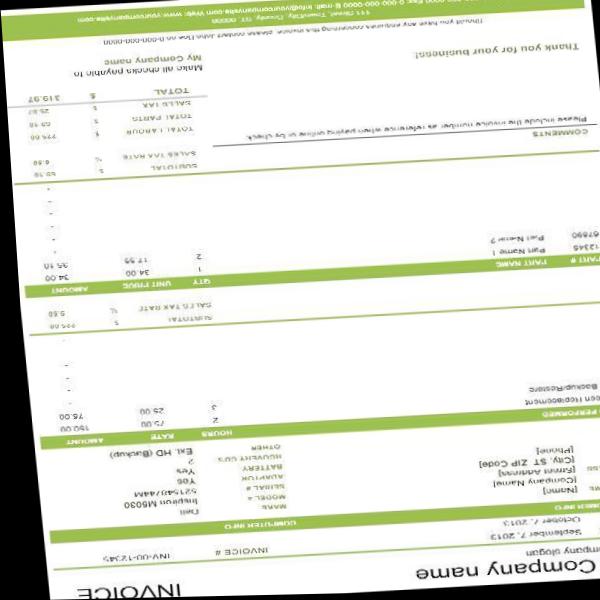 Company name
INVOICE
ompany slogan
September 7, 2013
INVOICE # INV-00-12345
October 7, 2013
COMPUTER INFO
[Name]
MAKE Dell
[Company Name]
MODEL # Inspiron M5030
[Street Address]
SERIAL # 52154874M
[City, ST ZIP Code]
ADAPTOR Yes
[Phone]
BATTERY Yes
RECOVERY CD'S 2
OTHER Ext. HD (Backup)
PERFORMED HOURS RATE AMOUNT
een Replacement 2 75.00 150.00
Backup/Restore 3 25.00 75.00
-
-
-
-
SUBTOTAL $ 225.00
SALES TAX RATE %
PART # PART NAME QTY UNIT PRICE AMOUNT
12345 Part Name 1 1 34.00 34.00
67890 Part Name 2 2 17.55 35.10
-
-
-
-
-
-
SUBTOTAL $ 69.10
SALES TAX RATE %
COMMENTS
Please include the invoice number as reference when paying online or by check
TOTAL LABOUR $ 225.00
TOTAL PARTS 69.10
SALES TAX $ 25.87
TOTAL $ 319.97
Thank you for your business!
Make all checks payable to
My Company name
Should you have any enquiries concerning this invoice, please contact John Doe on 0-000-000-0000
111 Street, Town/City, County, ST, 00000
0-000-000-0000 Fax: 0-000-000-0000 E-mail: info@yourcompanysite.com Web: www.yourcompanysite.com